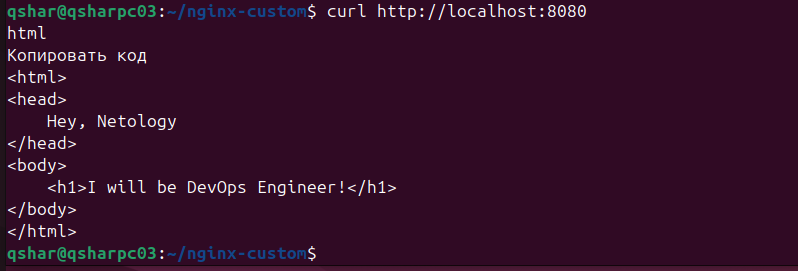 qshar@qsharpc03:~/nginx-custom$ curl http://localhost:8080
html
Копировать код
<html>
<head>
    Hey, Netology
</head>
<body>
    <h1>I will be DevOps Engineer!</h1>
</body>
</html>
qshar@qsharpc03:~/nginx-custom$